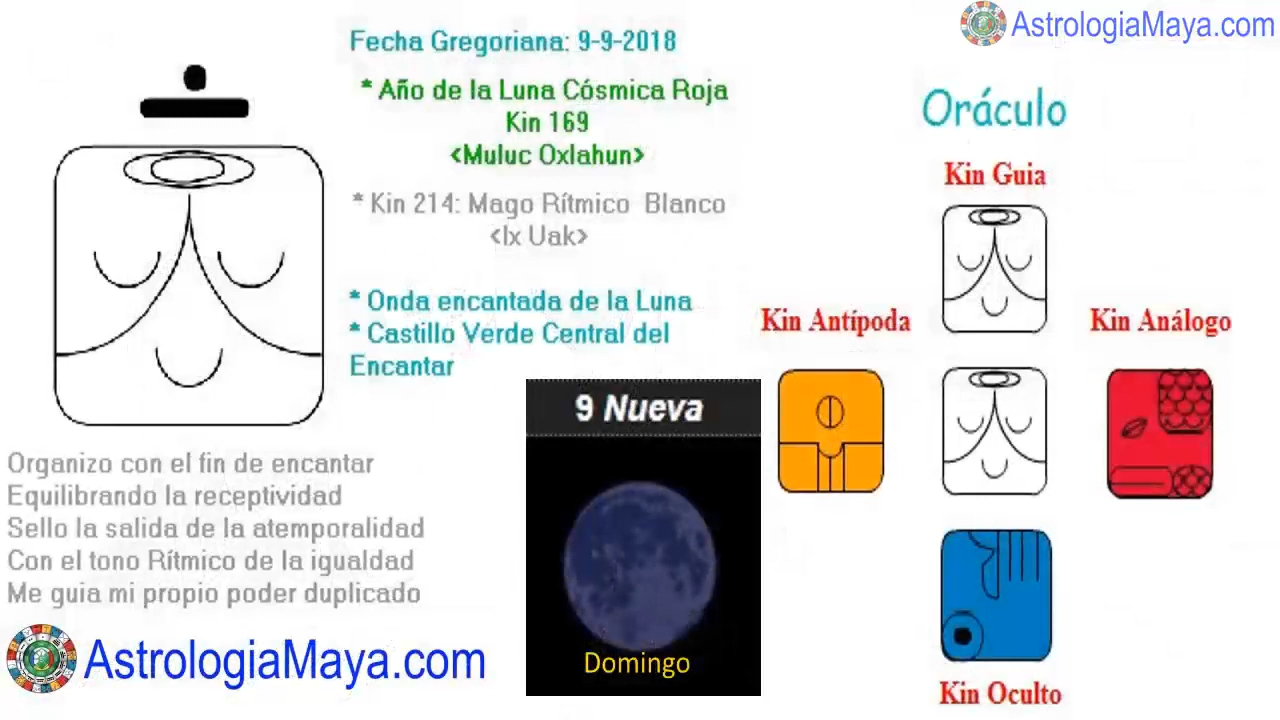 Fecha Gregoriana: 9-9-2018
* Año de la Luna Cósmica Roja
Kin 169
<Muluc Oxlahun>
* Kin 214: Mago Rítmico Blanco
<Ix Uak>
* Onda encantada de la Luna
* Castillo Verde Central del
Encantar
9 Nueva
Domingo
Organizo con el fin de encantar
Equilibrando la receptividad
Sello la salida de la atemporalidad
Con el tono Rítmico de la igualdad
Me guia mi propio poder duplicado
AstrologiaMaya.com
AstrologiaMaya.com
Oráculo
Kin Guia
Kin Antípoda
Kin Análogo
Kin Oculto